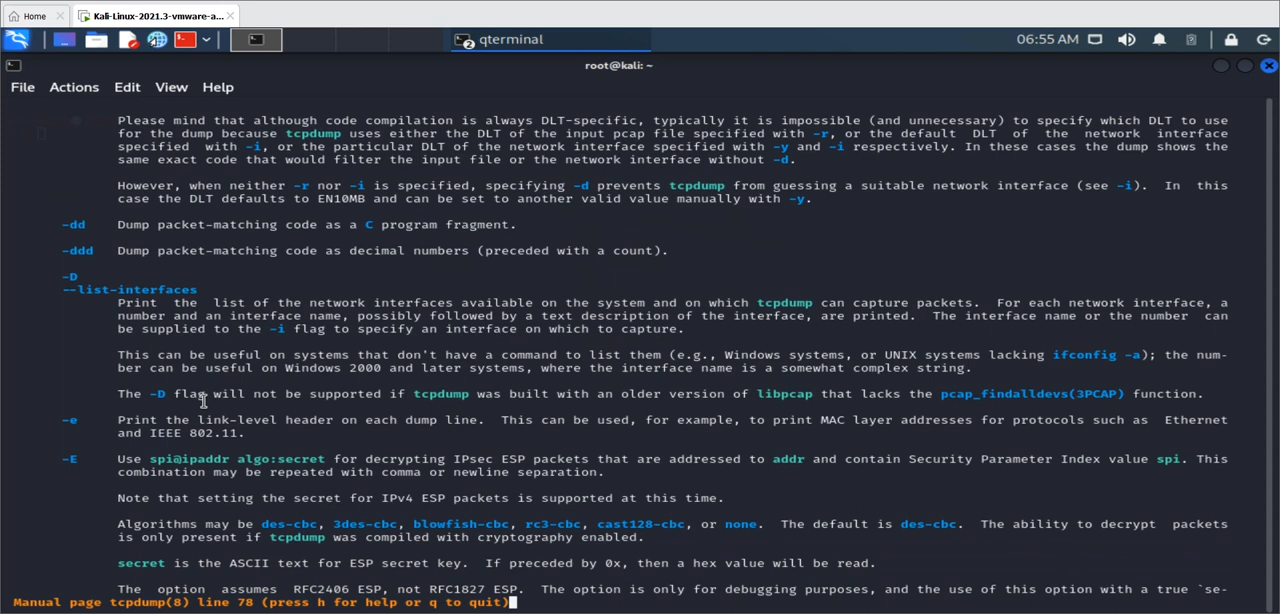 Home
Kali-Linux-2021.3-vmware-a...
qterminal
06:55 AM
root@kali: ~
File Actions Edit View Help
Please mind that although code compilation is always DLT-specific, typically it is impossible (and unnecessary) to specify which DLT to use
for the dump because tcpdump uses either the DLT of the input pcap file specified with -r, or the default DLT of the network interface
specified with -i, or the particular DLT of the network interface specified with -y and -i respectively. In these cases the dump shows the
same exact code that would filter the input file or the network interface without -d.
However, when neither -r nor -i is specified, specifying -d prevents tcpdump from guessing a suitable network interface (see -i). In this
case the DLT defaults to EN10MB and can be set to another valid value manually with -y.
-dd Dump packet-matching code as a C program fragment.
-ddd Dump packet-matching code as decimal numbers (preceded with a count).
-D
--list-interfaces
Print the list of the network interfaces available on the system and on which tcpdump can capture packets. For each network interface, a
number and an interface name, possibly followed by a text description of the interface, are printed. The interface name or the number can
be supplied to the -i flag to specify an interface on which to capture.
This can be useful on systems that don't have a command to list them (e.g., Windows systems, or UNIX systems lacking ifconfig -a); the num-
ber can be useful on Windows 2000 and later systems, where the interface name is a somewhat complex string.
The -D flag will not be supported if tcpdump was built with an older version of libpcap that lacks the pcap_findalldevs(3PCAP) function.
-e Print the link-level header on each dump line. This can be used, for example, to print MAC layer addresses for protocols such as Ethernet
and IEEE 802.11.
-E Use spi@ipaddr algo:secret for decrypting IPsec ESP packets that are addressed to addr and contain Security Parameter Index value spi. This
combination may be repeated with comma or newline separation.
Note that setting the secret for IPv4 ESP packets is supported at this time.
Algorithms may be des-cbc, 3des-cbc, blowfish-cbc, rc3-cbc, cast128-cbc, or none. The default is des-cbc. The ability to decrypt packets
is only present if tcpdump was compiled with cryptography enabled.
secret is the ASCII text for ESP secret key. If preceded by 0x, then a hex value will be read.
The option assumes RFC2406 ESP, not RFC1827 ESP. The option is only for debugging purposes, and the use of this option with a true `se-
Manual page tcpdump(8) line 78 (press h for help or q to quit)